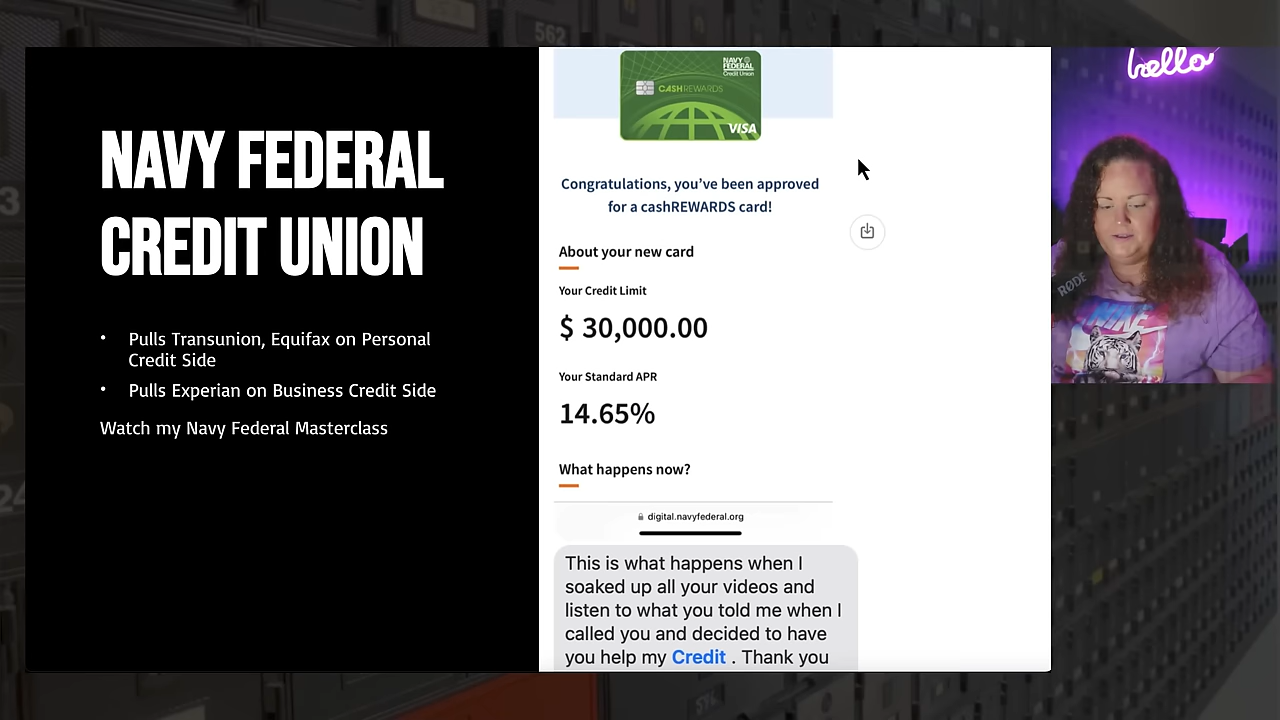 562
NAVY FEDERAL
CREDIT UNION
• Pulls Transunion, Equifax on Personal
Credit Side
• Pulls Experian on Business Credit Side
Watch my Navy Federal Masterclass
NAVY
FEDERAL
Credit Union
CASHREWARDS
VISA
Congratulations, you’ve been approved
for a cashREWARDS card!
About your new card
Your Credit Limit
$ 30,000.00
Your Standard APR
14.65%
What happens now?
digital.navyfederal.org
This is what happens when I
soaked up all your videos and
listen to what you told me when I
called you and decided to have
you help my Credit . Thank you
hello
RØDE
NIKE